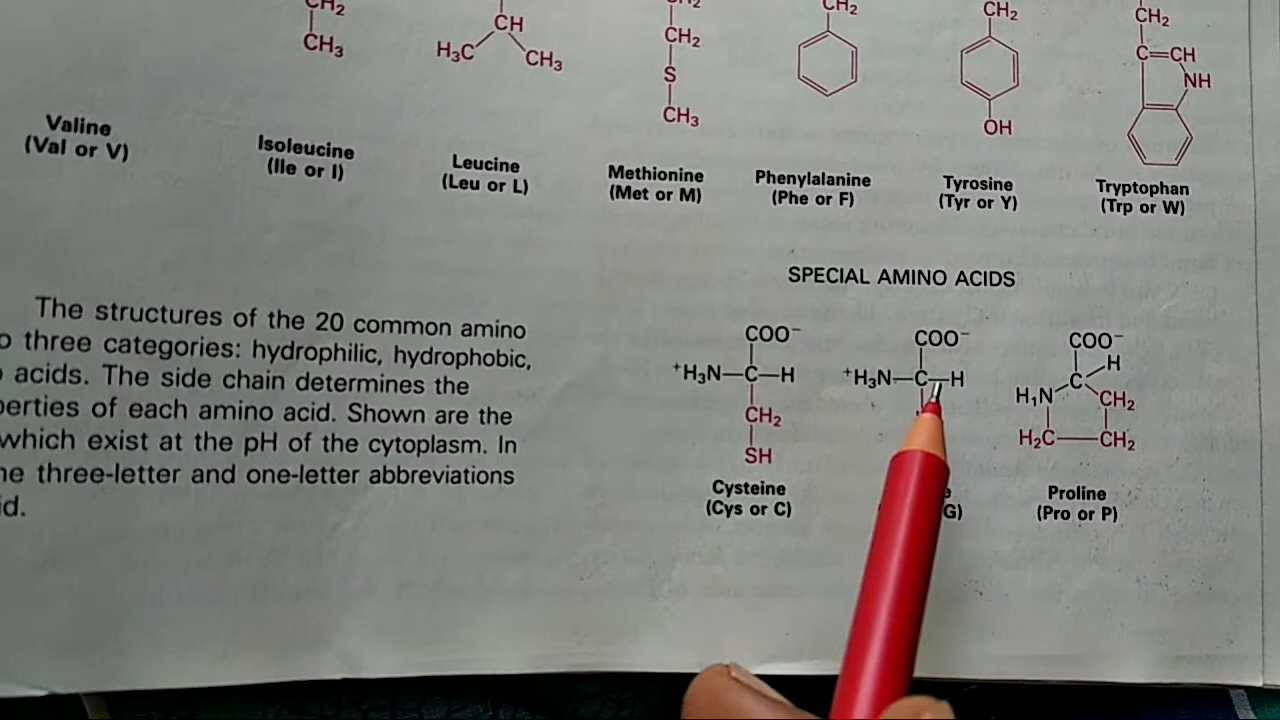 CH₂
CH
CH₂
CH₂
CH₂
CH₂
CH₃
H₃C
CH₃
S
CH₃
OH
C=CH
NH
Valine
(Val or V)
Isoleucine
(Ile or I)
Leucine
(Leu or L)
Methionine
(Met or M)
Phenylalanine
(Phe or F)
Tyrosine
(Tyr or Y)
Tryptophan
(Trp or W)
SPECIAL AMINO ACIDS
The structures of the 20 common amino
three categories: hydrophilic, hydrophobic,
acids. The side chain determines the
of each amino acid. Shown are the
which exist at the pH of the cytoplasm. In
three-letter and one-letter abbreviations
COO⁻
⁺H₃N—C—H
CH₂
SH
Cysteine
(Cys or C)
COO⁻
⁺H₃N—C—H
G)
COO⁻
H
C
H₁N
CH₂
H₂C—CH₂
Proline
(Pro or P)